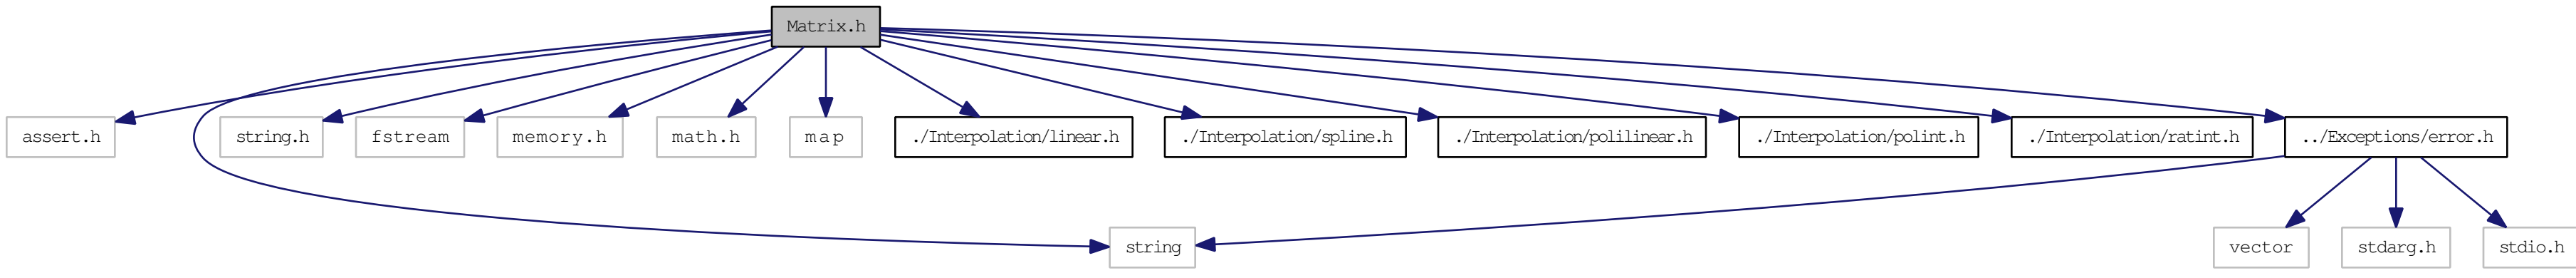 Matrix.h
assert.h
string.h
fstream
memory.h
math.h
map
./Interpolation/linear.h
./Interpolation/spline.h
./Interpolation/polilinear.h
./Interpolation/polint.h
./Interpolation/ratint.h
../Exceptions/error.h
string
vector
stdarg.h
stdio.h